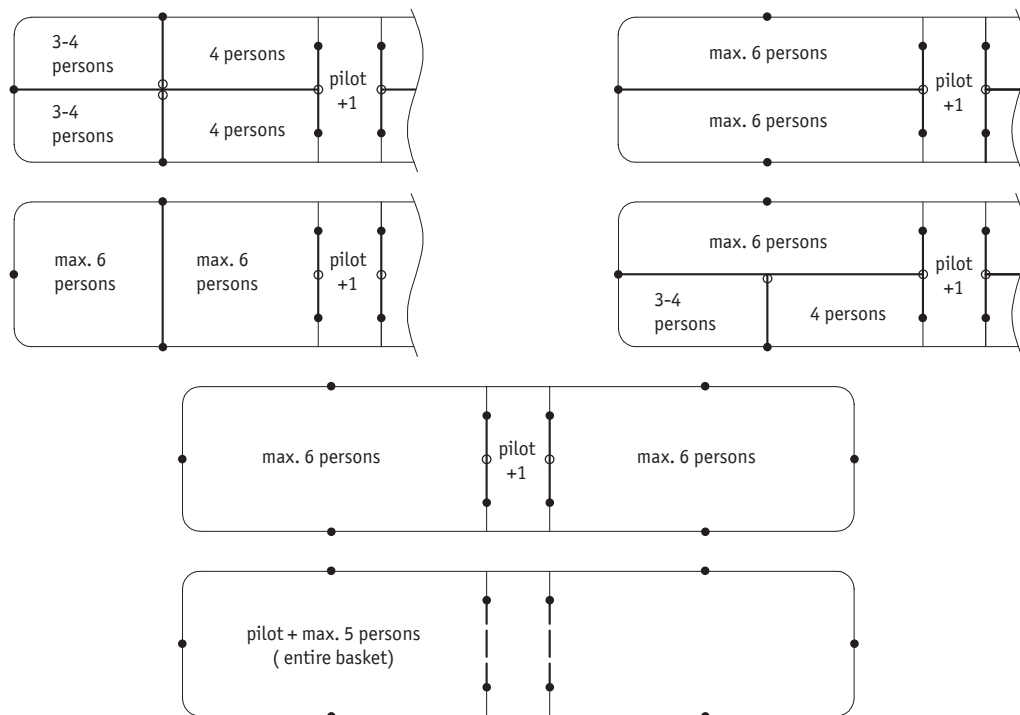 3-4
persons
4 persons
pilot
+1
3-4
persons
4 persons
max. 6 persons
pilot
+1
max. 6 persons
max. 6
persons
max. 6
persons
pilot
+1
max. 6 persons
pilot
+1
3-4
persons
4 persons
max. 6 persons
pilot
+1
max. 6 persons
pilot + max. 5 persons
( entire basket)